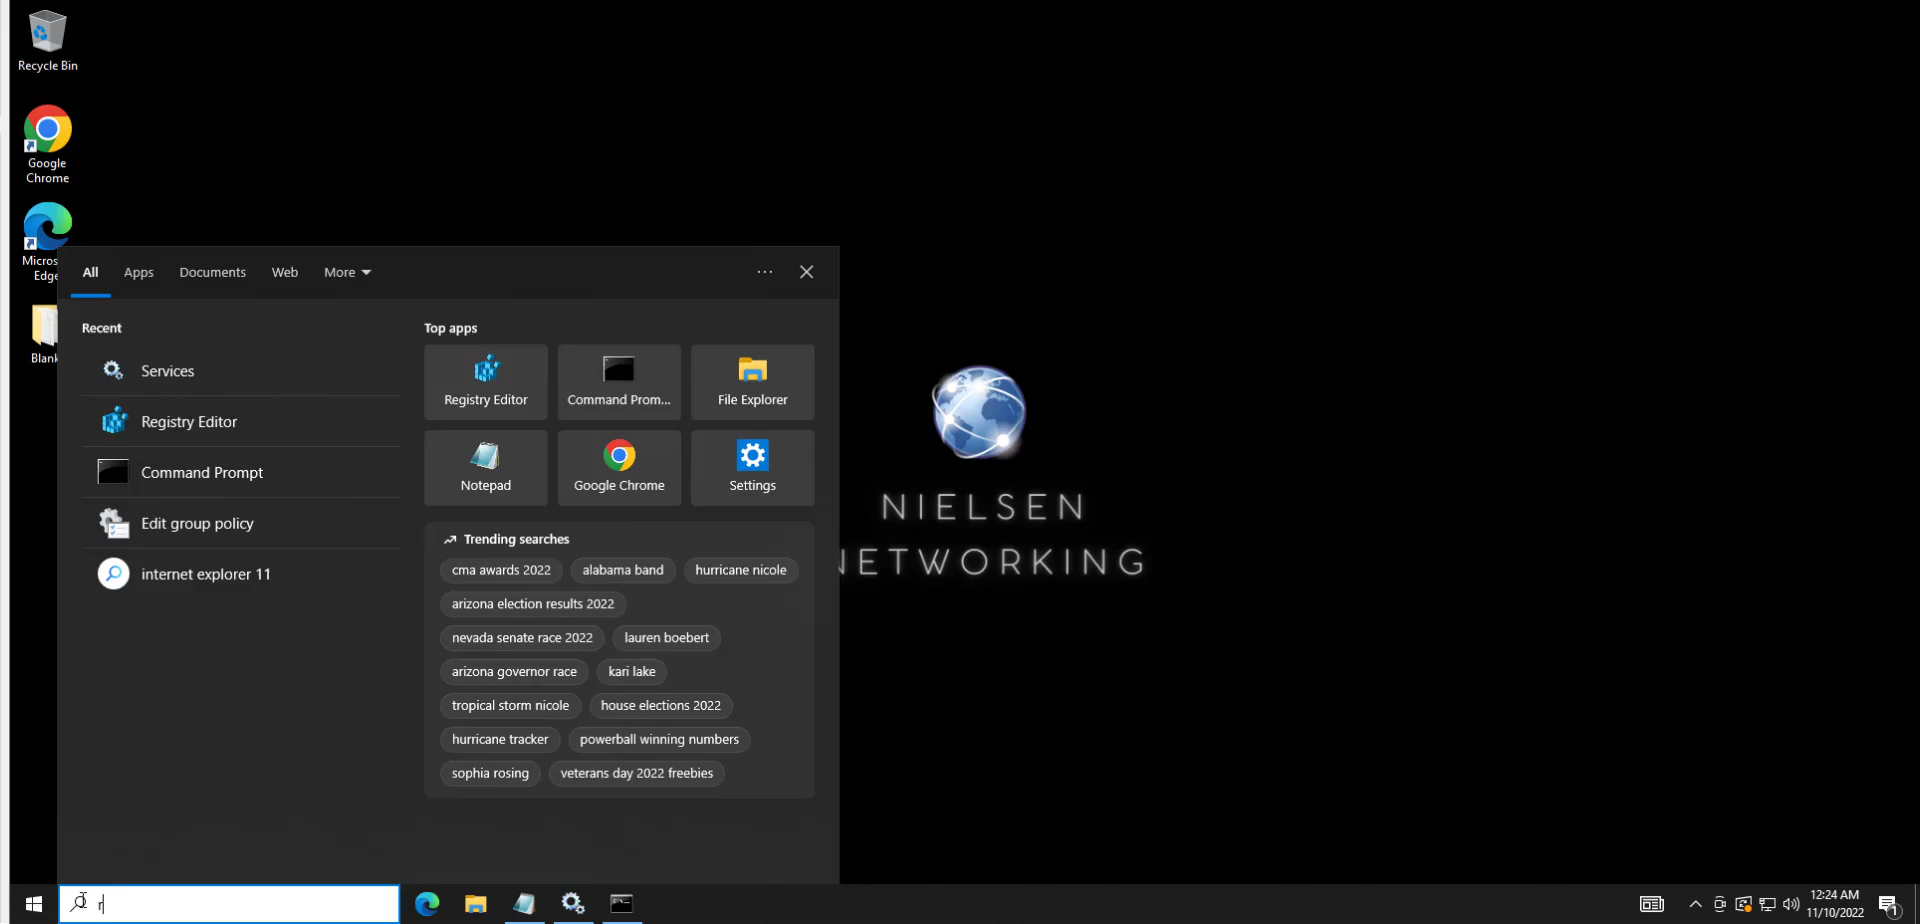 Recycle Bin
Google
Chrome
Micros
Edge
Blank
All
Apps
Documents
Web
More
Recent
Services
Registry Editor
Command Prompt
Edit group policy
internet explorer 11
Top apps
Registry Editor
Command Prom...
File Explorer
Notepad
Google Chrome
Settings
Trending searches
cma awards 2022
alabama band
hurricane nicole
arizona election results 2022
nevada senate race 2022
lauren boebert
arizona governor race
kari lake
tropical storm nicole
house elections 2022
hurricane tracker
powerball winning numbers
sophia rosing
veterans day 2022 freebies
NIELSEN
NETWORKING
r
12:24 AM
11/10/2022
1